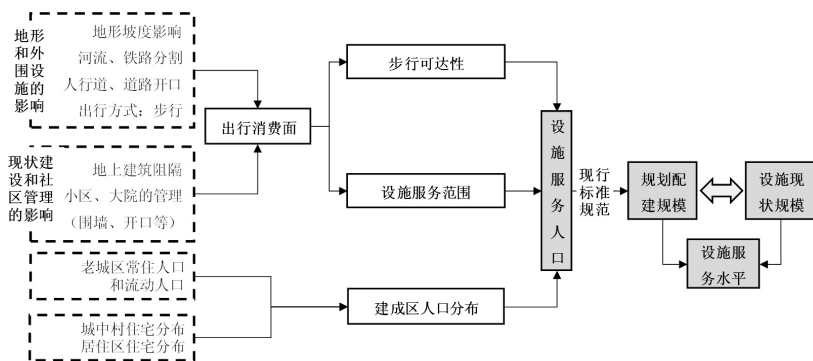 地形
和外
围设
施的
影响
地形坡度影响
河流、铁路分割
人行道、道路开口
出行方式：步行
现状建
设和社
区管理
的影响
地上建筑阻隔
小区、大院的管理
（围墙、开口等）
老城区常住人口
和流动人口
城中村住宅分布
居住区住宅分布
出行消费面
步行可达性
设施服务范围
建成区人口分布
设
施
服
务
人
口
现行
标准
规范
规划配
建规模
设施现
状规模
设施服
务水平